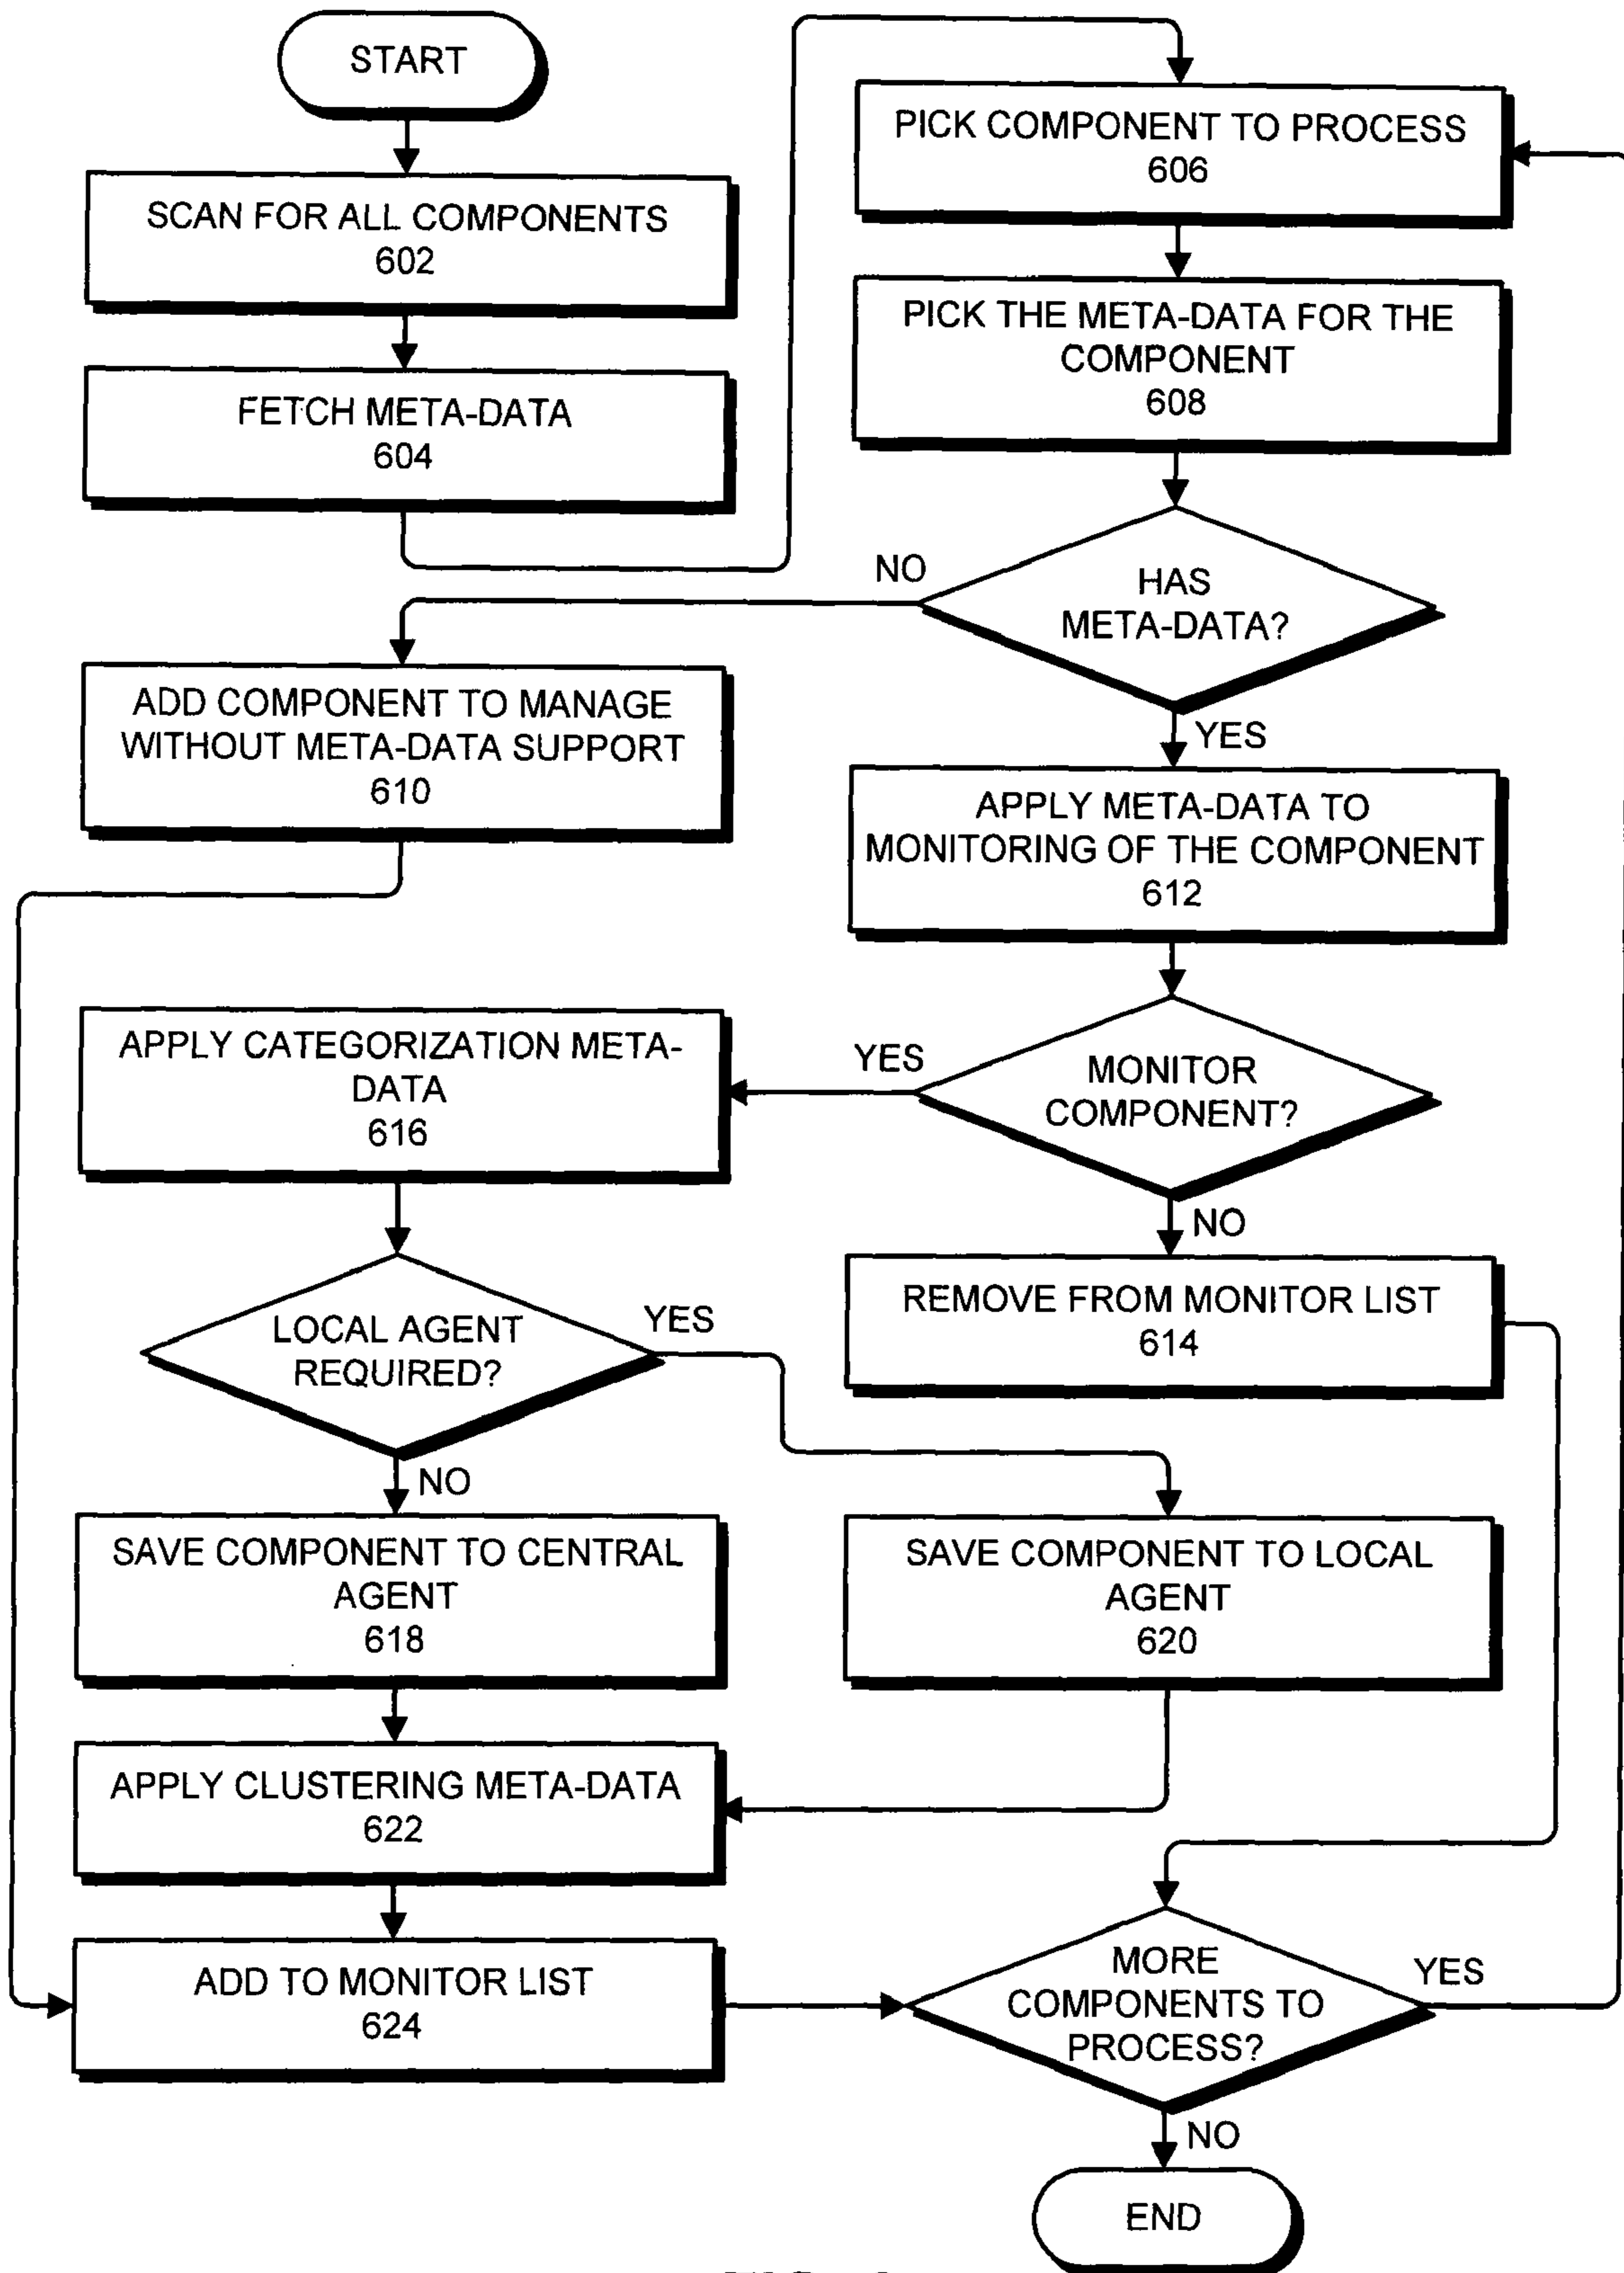 START
SCAN FOR ALL COMPONENTS
602
FETCH META-DATA
604
PICK COMPONENT TO PROCESS
606
PICK THE META-DATA FOR THE
COMPONENT
608
HAS
META-DATA?
NO
YES
ADD COMPONENT TO MANAGE
WITHOUT META-DATA SUPPORT
610
APPLY META-DATA TO
MONITORING OF THE COMPONENT
612
MONITOR
COMPONENT?
YES
NO
APPLY CATEGORIZATION META-
DATA
616
REMOVE FROM MONITOR LIST
614
LOCAL AGENT
REQUIRED?
YES
NO
SAVE COMPONENT TO CENTRAL
AGENT
618
SAVE COMPONENT TO LOCAL
AGENT
620
APPLY CLUSTERING META-DATA
622
ADD TO MONITOR LIST
624
MORE
COMPONENTS TO
PROCESS?
YES
NO
END